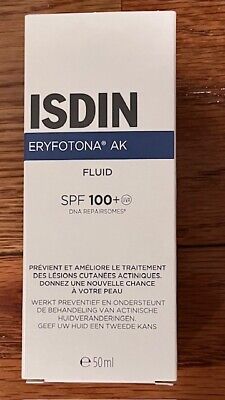 ISDIN
ERYFOTONA® AK
FLUID
SPF 100+ UVA
DNA REPAIRSOMES®
PRÉVIENT ET AMÉLIORE LE TRAITEMENT
DES LÉSIONS CUTANÉES ACTINIQUES.
DONNEZ UNE NOUVELLE CHANCE
À VOTRE PEAU
WERKT PREVENTIEF EN ONDERSTEUNT
DE BEHANDELING VAN ACTINISCHE
HUIDVERANDERINGEN.
GEEF UW HUID EEN TWEEDE KANS
℮ 50ml